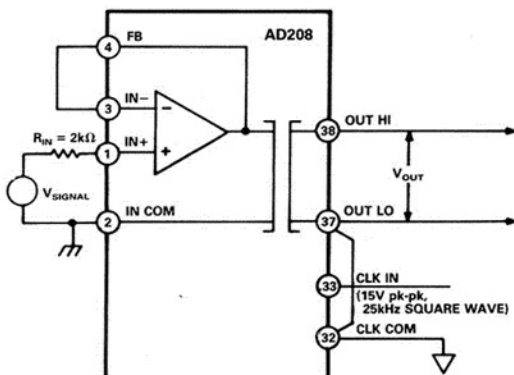 AD208
4 FB
3 IN−
−
R_IN = 2kΩ
1 IN+
+
V_SIGNAL
2 IN COM
38 OUT HI
V_OUT
37 OUT LO
33 CLK IN
(15V pk-pk,
25kHz SQUARE WAVE)
32 CLK COM